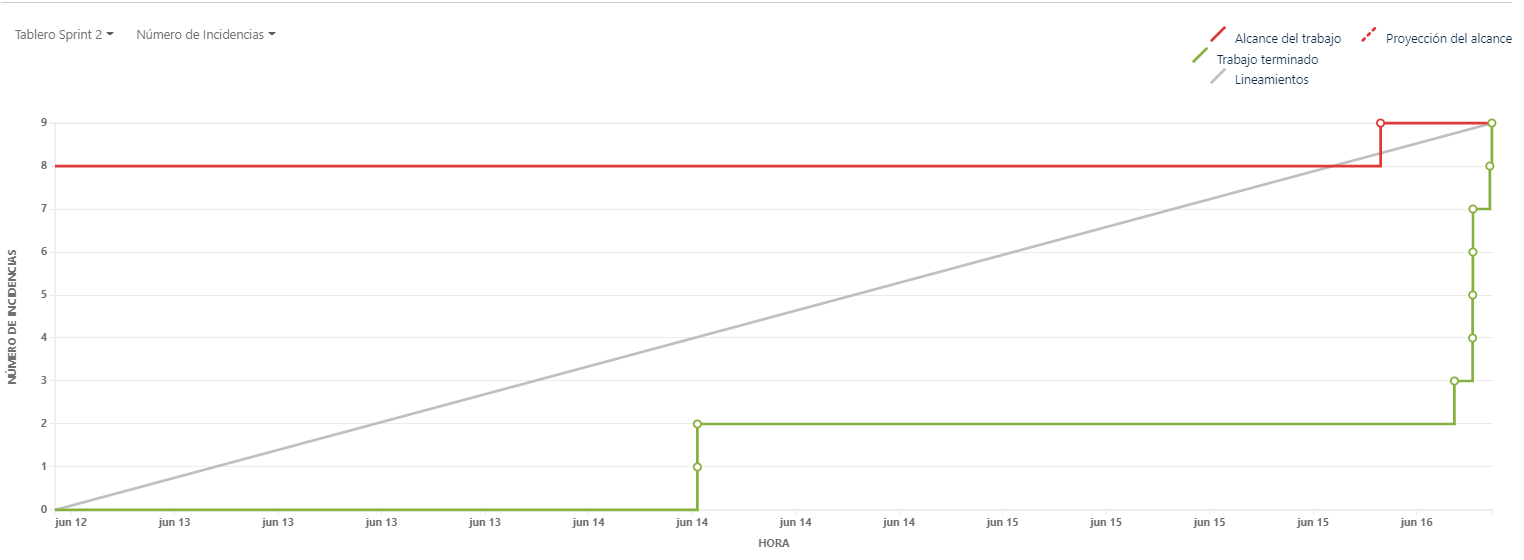 Tablero Sprint 2 Número de Incidencias
Alcance del trabajo Proyección del alcance
Trabajo terminado
Lineamientos
NÚMERO DE INCIDENCIAS
9
8
7
6
5
4
3
2
1
0
jun 12 jun 13 jun 13 jun 13 jun 13 jun 14 jun 14 jun 14 jun 14 jun 15 jun 15 jun 15 jun 15 jun 16
HORA